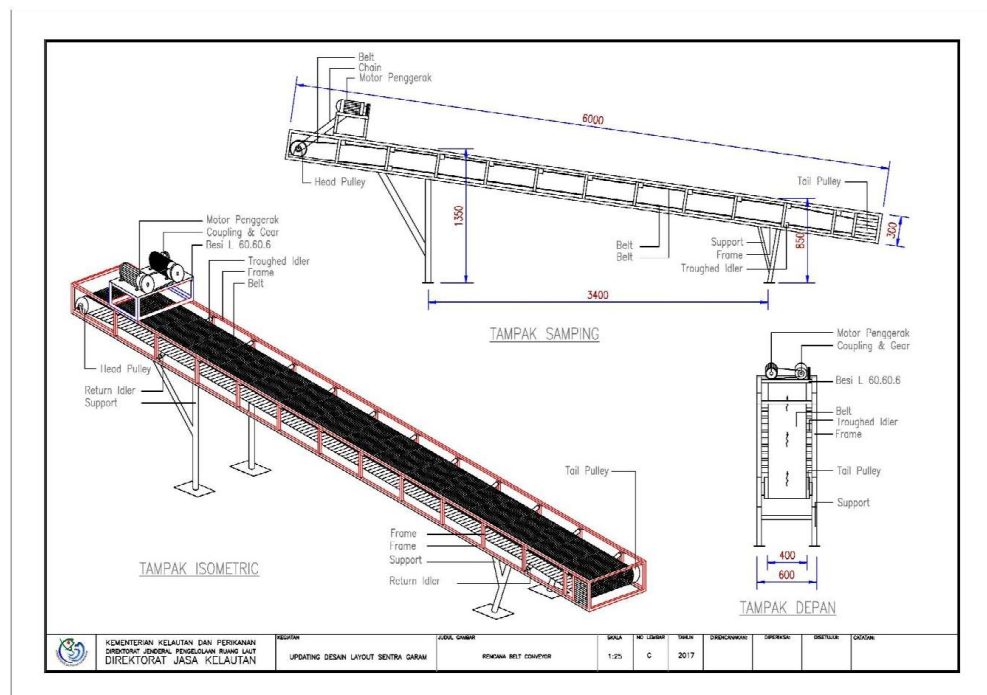 Belt
Chain
Motor Penggerak
6000
Head Pulley
Tail Pulley
1350
850
300
Belt
Belt
Support
Frame
Troughed Idler
3400
TAMPAK SAMPING
Motor Penggerak
Coupling & Gear
Besi L 60.60.6
Troughed Idler
Frame
Belt
Head Pulley
Return Idler
Support
Tail Pulley
Frame
Frame
Support
Return Idler
TAMPAK ISOMETRIC
Motor Penggerak
Coupling & Gear
Besi L 60.60.6
Belt
Troughed Idler
Frame
Tail Pulley
Support
400
600
TAMPAK DEPAN
KEMENTERIAN KELAUTAN DAN PERIKANAN
DIREKTORAT JENDERAL PENGELOLAAN RUANG LAUT
DIREKTORAT JASA KELAUTAN
KEGIATAN
UPDATING DESAIN LAYOUT SENTRA GARAM
JUDUL GAMBAR
RENCANA BELT CONVEYOR
SKALA
1:25
NO LEMBAR
C
TAHUN
2017
DIRENCANAKAN:
DIPERIKSA:
DISETUJUI:
CATATAN: